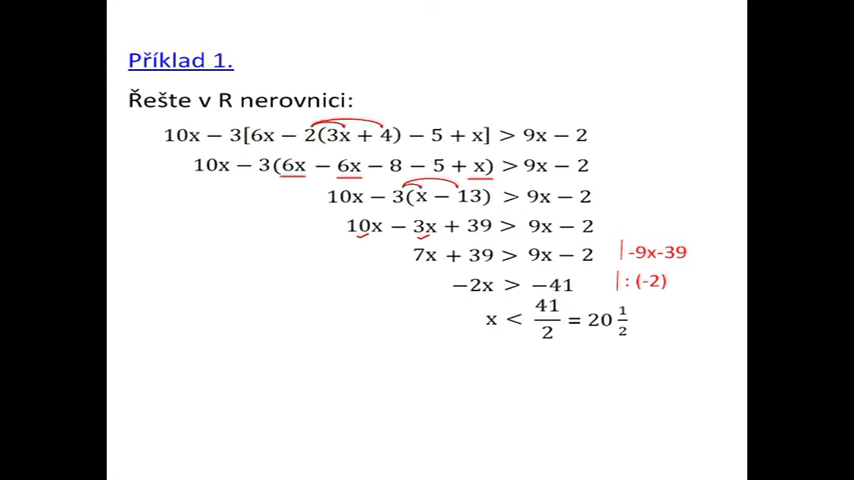 Příklad 1.
Řešte v R nerovnici:
10x − 3[6x − 2(3x + 4) − 5 + x] > 9x − 2
10x − 3(6x − 6x − 8 − 5 + x) > 9x − 2
10x − 3(x − 13) > 9x − 2
10x − 3x + 39 > 9x − 2
7x + 39 > 9x − 2 | -9x-39
−2x > −41 | : (-2)
x < 41/2 = 20 1/2